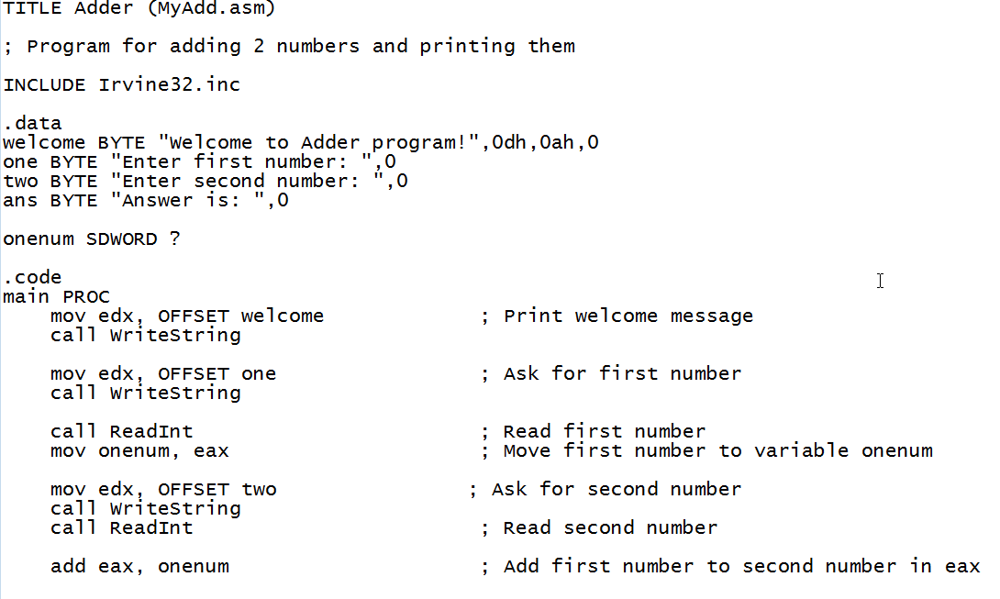 TITLE Adder (MyAdd.asm)
; Program for adding 2 numbers and printing them
INCLUDE Irvine32.inc
.data
welcome BYTE "Welcome to Adder program!",0dh,0ah,0
one BYTE "Enter first number: ",0
two BYTE "Enter second number: ",0
ans BYTE "Answer is: ",0
onenum SDWORD ?
.code
main PROC
    mov edx, OFFSET welcome             ; Print welcome message
    call WriteString
    mov edx, OFFSET one                 ; Ask for first number
    call WriteString
    call ReadInt                        ; Read first number
    mov onenum, eax                     ; Move first number to variable onenum
    mov edx, OFFSET two                ; Ask for second number
    call WriteString
    call ReadInt                        ; Read second number
    add eax, onenum                     ; Add first number to second number in eax